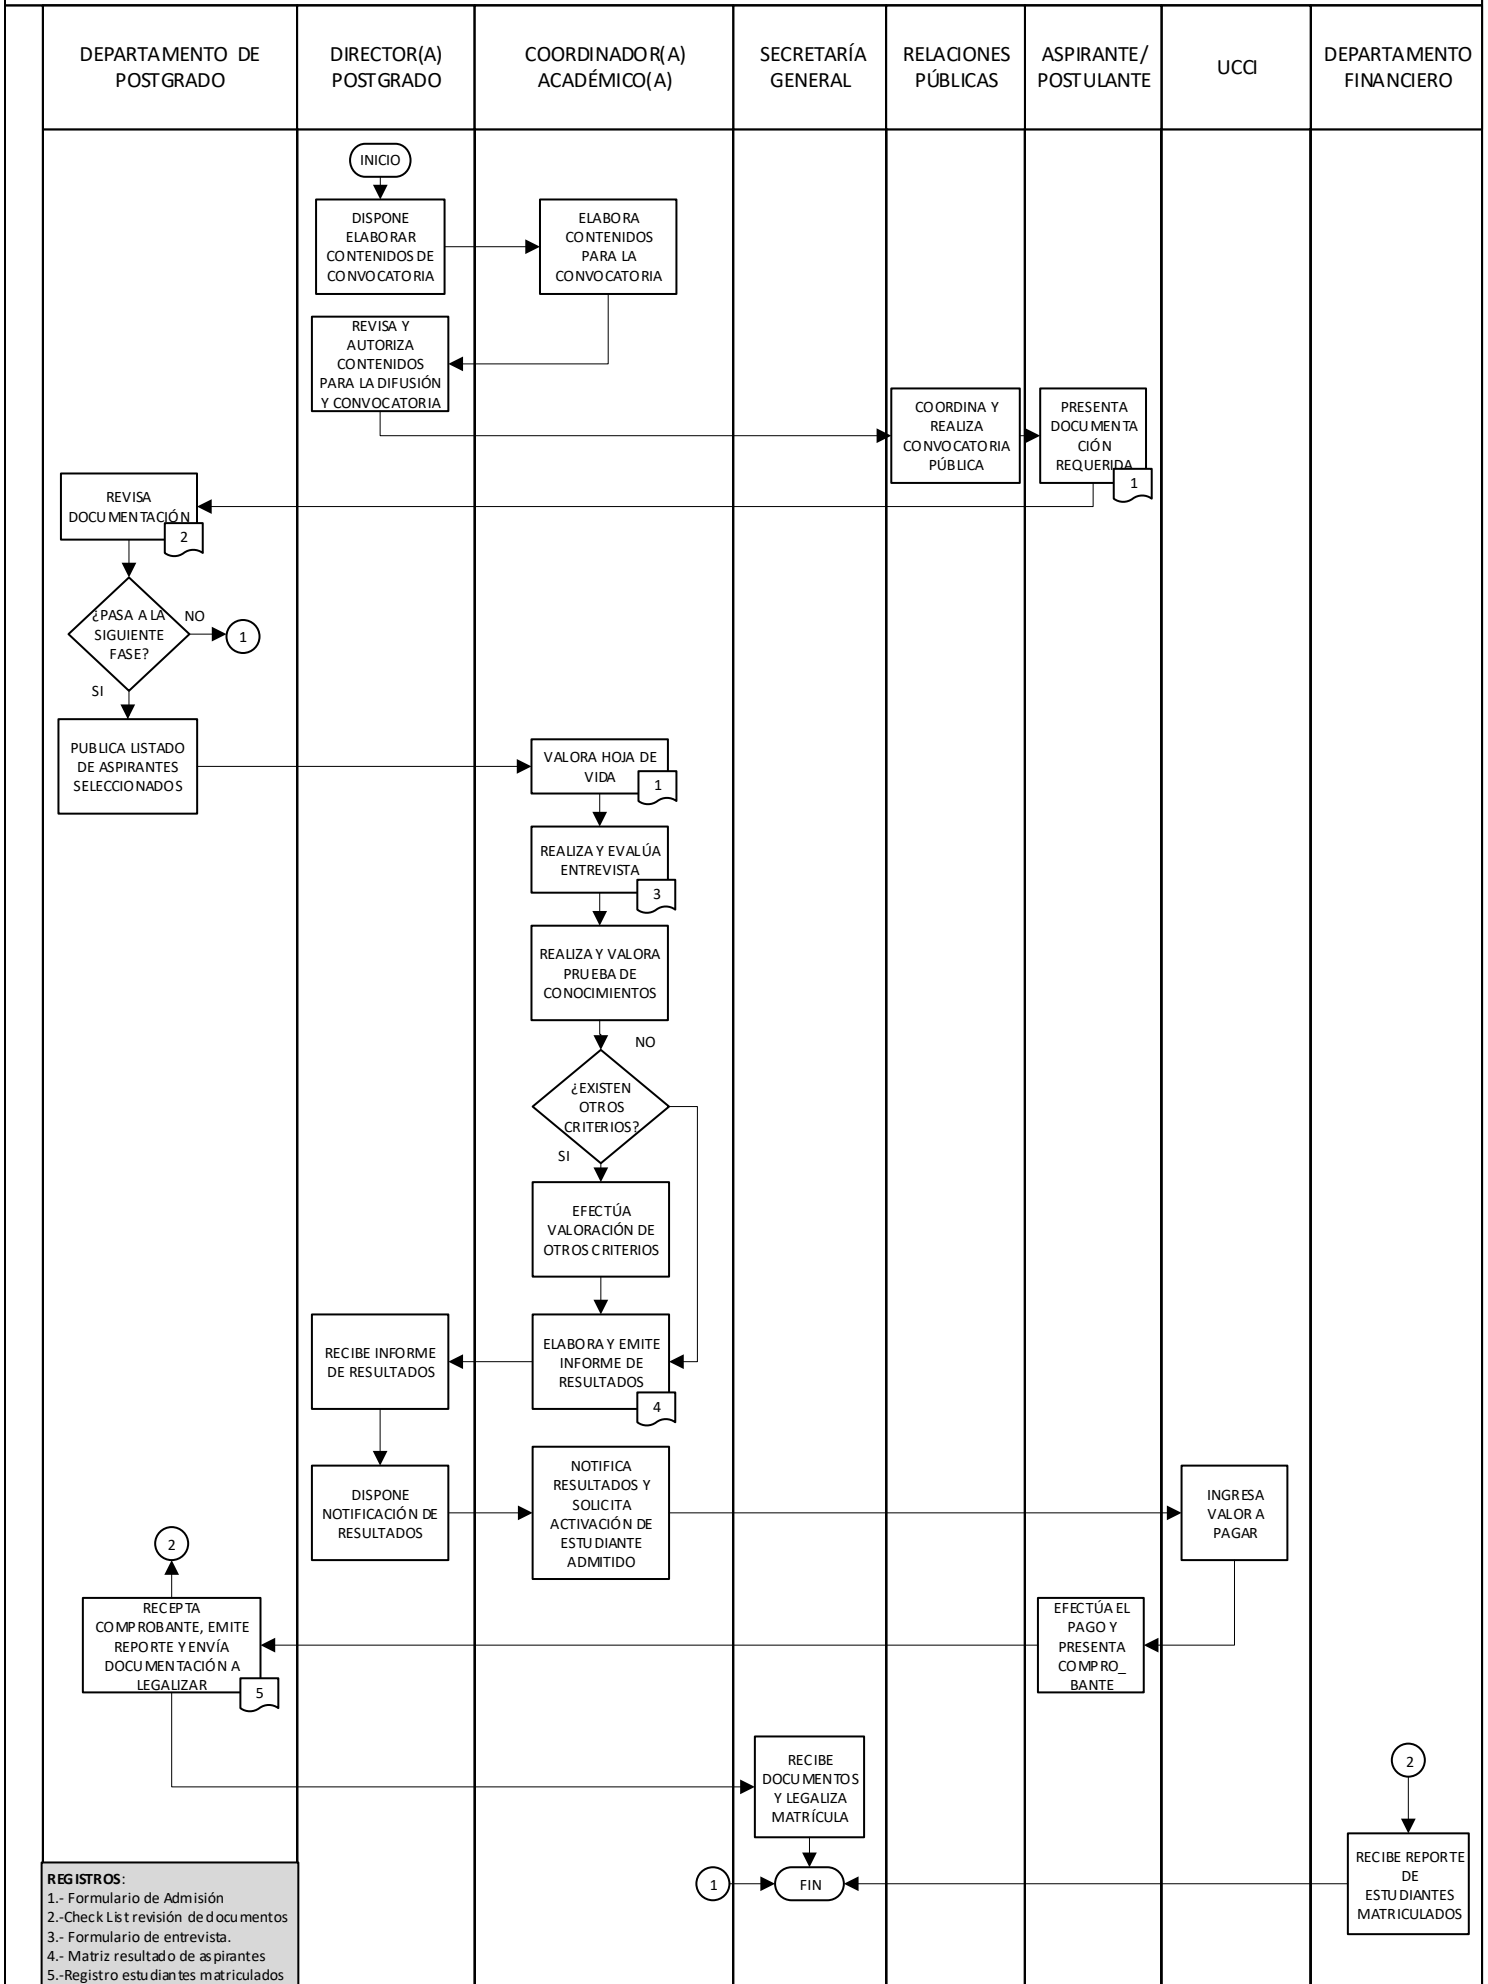 DEPARTAMENTO DE
POSTGRADO
DIRECTOR(A)
POSTGRADO
COORDINADOR(A)
ACADÉMICO(A)
SECRETARÍA
GENERAL
RELACIONES
PÚBLICAS
ASPIRANTE/
POSTULANTE
UCCI
DEPARTAMENTO
FINANCIERO
INICIO
DISPONE
ELABORAR
CONTENIDOS DE
CONVOCATORIA
ELABORA
CONTENIDOS
PARA LA
CONVOCATORIA
REVISA Y
AUTORIZA
CONTENIDOS
PARA LA DIFUSIÓN
Y CONVOCATORIA
COORDINA Y
REALIZA
CONVOCATORIA
PÚBLICA
PRESENTA
DOCUMENTA
CIÓN
REQUERIDA
1
REVISA
DOCUMENTACIÓN
2
¿PASA A LA
SIGUIENTE
FASE?
NO
1
SI
PUBLICA LISTADO
DE ASPIRANTES
SELECCIONADOS
VALORA HOJA DE
VIDA
1
REALIZA Y EVALÚA
ENTREVISTA
3
REALIZA Y VALORA
PRUEBA DE
CONOCIMIENTOS
NO
¿EXISTEN
OTROS
CRITERIOS?
SI
EFECTÚA
VALORACIÓN DE
OTROS CRITERIOS
RECIBE INFORME
DE RESULTADOS
ELABORA Y EMITE
INFORME DE
RESULTADOS
4
DISPONE
NOTIFICACIÓN DE
RESULTADOS
NOTIFICA
RESULTADOS Y
SOLICITA
ACTIVACIÓN DE
ESTUDIANTE
ADMITIDO
INGRESA
VALOR A
PAGAR
2
RECEPTA
COMPROBANTE, EMITE
REPORTE Y ENVÍA
DOCUMENTACIÓN A
LEGALIZAR
5
EFECTÚA EL
PAGO Y
PRESENTA
COMPRO_
BANTE
RECIBE
DOCUMENTOS
Y LEGALIZA
MATRÍCULA
2
RECIBE REPORTE
DE
ESTUDIANTES
MATRICULADOS
1
FIN
REGISTROS:
1.- Formulario de Admisión
2.-Check List revisión de documentos
3.- Formulario de entrevista.
4.- Matriz resultado de aspirantes
5.-Registro estudiantes matriculados